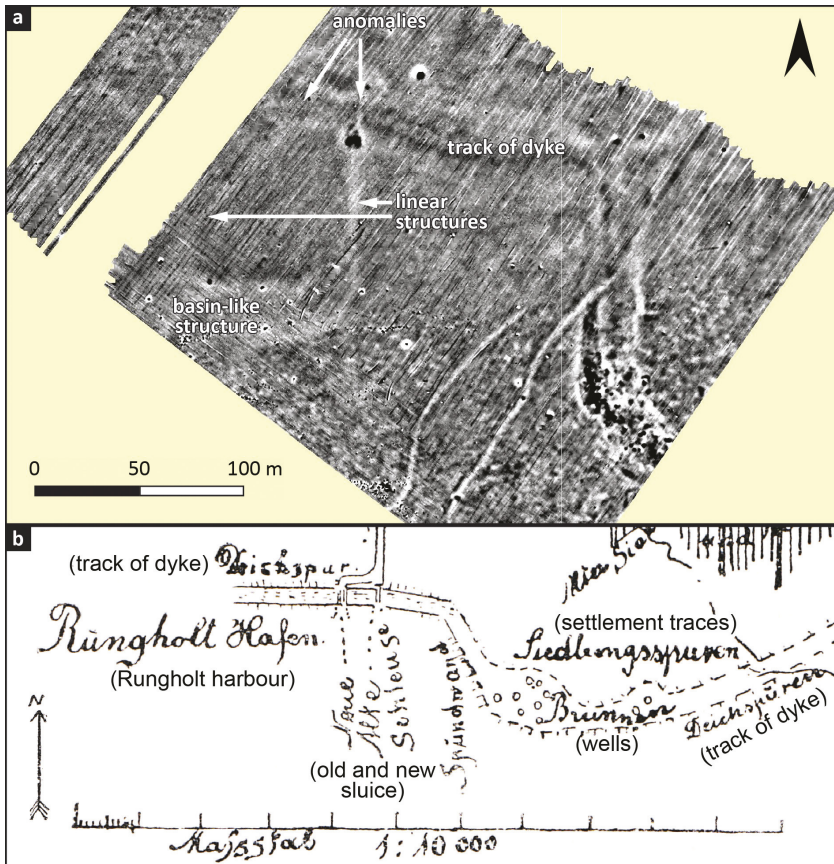 a
anomalies
track of dyke
linear
structures
basin-like
structure
0 50 100 m
b
(track of dyke)
Deichspur
Rungholt Hafen
(Rungholt harbour)
Neue
Alte
Schleuse
(old and new
sluice)
Spundwand
(settlement traces)
Siedlungsspuren
Brunnen
(wells)
Deichspuren
(track of dyke)
N
Massstab 1:10 000